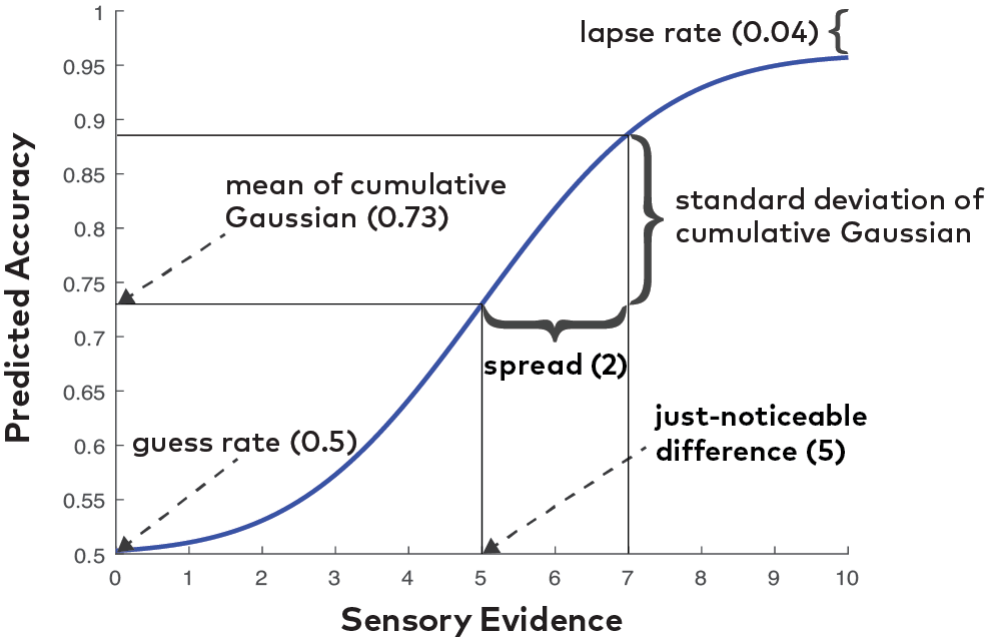 1
lapse rate (0.04)
0.95
0.9
0.85
mean of cumulative
Gaussian (0.73)
standard deviation of
cumulative Gaussian
0.8
0.75
0.7
spread (2)
0.65
just-noticeable
difference (5)
0.6
guess rate (0.5)
0.55
0.5
0 1 2 3 4 5 6 7 8 9 10
Sensory Evidence
Predicted Accuracy